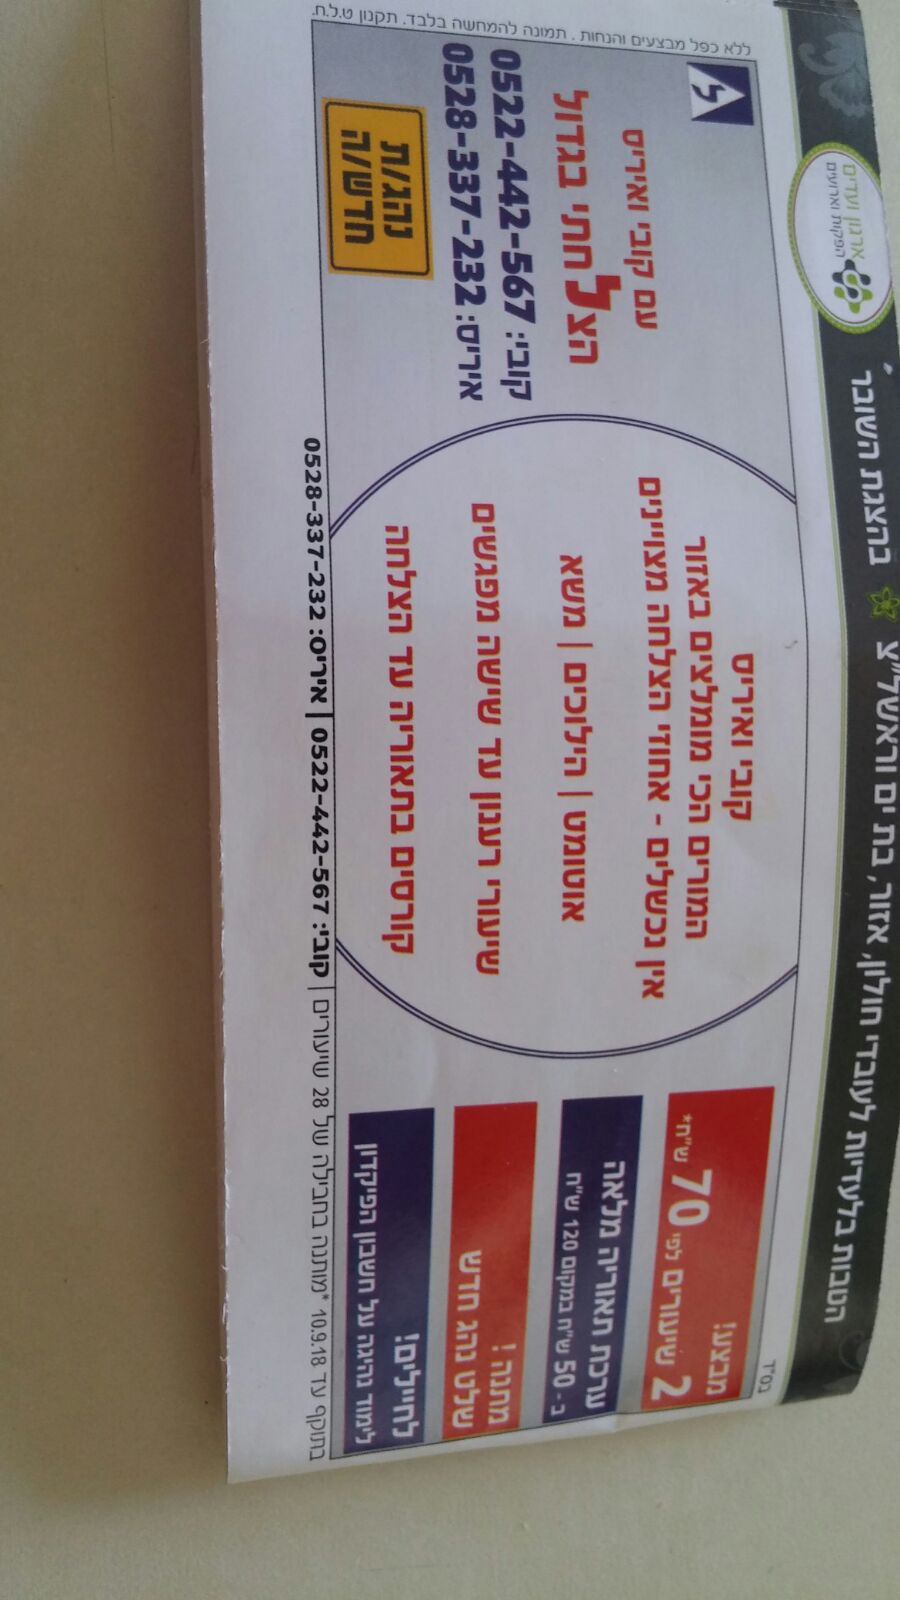 הטבות בלעדיות לעובדי חולון, אזור, בת ים וראשל"צ בהצגת השובר
ארגון ועדים
הפקות וארועים
בס"ד
מבצע!
2 שיעורים לפי 70 ש"ח*
ערכת תאוריה מלאה
ב - 50 ש"ח במקום 120 ש"ח
מתנה !
שלט נהג חדש
לחיילים!
לימוד נהיגה על חשבון הפיקדון
קובי ואיריס
המורים הכי מומלצים באזור
אין נכשלים - אחוזי הצלחה מצויינים
אוטומט | הילוכים | משא
שיעורי רענון עד שישה מפגשים
קורסים בתאוריה עד הצלחה
ל
עם קובי ואיריס
הצלחתי בגדול
קובי: 0522-442-567
איריס: 0528-337-232
נהג/ת
חדש/ה
בתוקף עד 10.9.18 *מותנה בחבילה של 28 שיעורים | קובי: 0522-442-567 | איריס: 0528-337-232
ללא כפל מבצעים והנחות . תמונה להמחשה בלבד. תקנון ט.ל.ח.